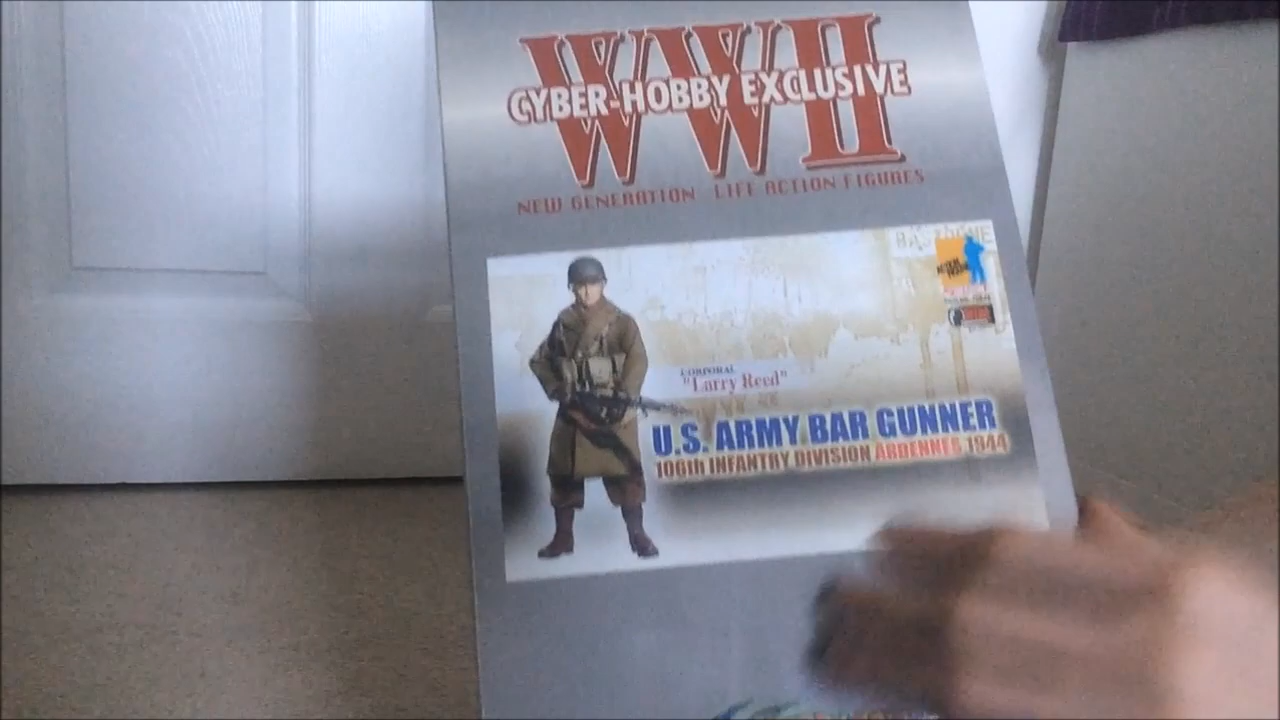 WWII
CYBER-HOBBY EXCLUSIVE
NEW GENERATION LIFE ACTION FIGURES
CORPORAL
"Larry Reed"
U.S. ARMY BAR GUNNER
106th INFANTRY DIVISION ARDENNES 1944